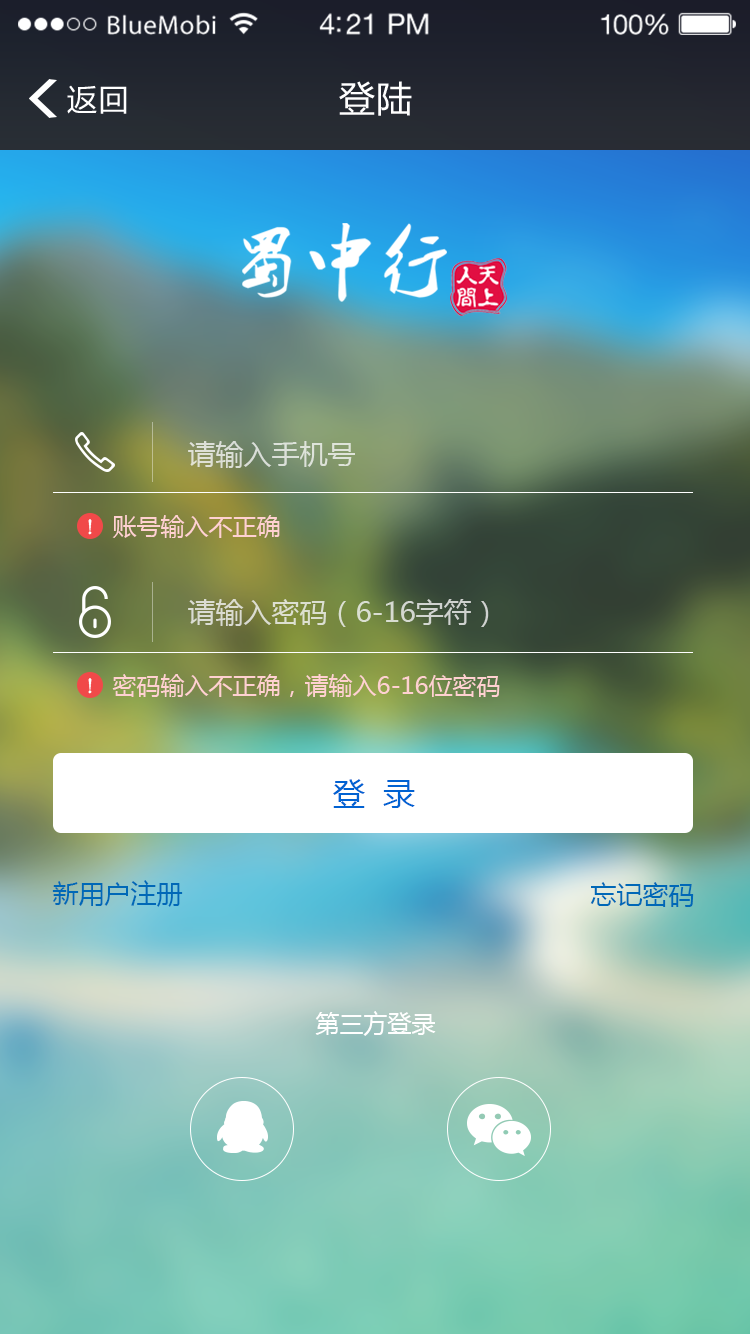 BlueMobi 4:21 PM 100%
返回 登陆
蜀中行
天上
人間
请输入手机号
账号输入不正确
请输入密码（6-16字符）
密码输入不正确，请输入6-16位密码
登 录
新用户注册 忘记密码
第三方登录